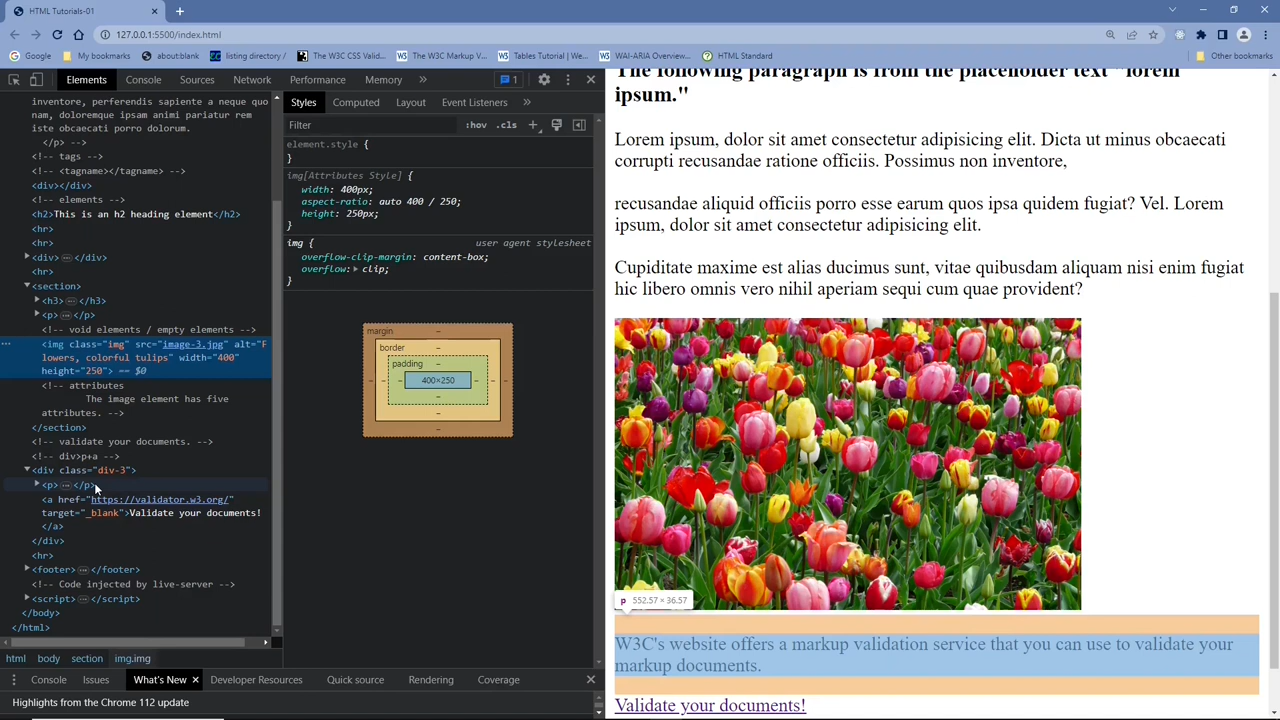 HTML Tutorials-01
127.0.0.1:5500/index.html
Google My bookmarks about:blank listing directory / The W3C CSS Valid... The W3C Markup V... Tables Tutorial | We... WAI-ARIA Overview... HTML Standard Other bookmarks
Elements Console Sources Network Performance Memory 1
inventore, perferendis sapiente a neque quo
nam, doloremque ipsam animi pariatur rem
iste obcaecati porro dolorum.
</p> -->
<!-- tags -->
<!-- <tagname></tagname> -->
<div></div>
<!-- elements -->
<h2>This is an h2 heading element</h2>
<hr>
<hr>
<div> … </div>
<hr>
<section>
<h3> … </h3>
<p> … </p>
<!-- void elements / empty elements -->
<img class="img" src="image-3.jpg" alt="F
lowers, colorful tulips" width="400"
height="250"> == $0
<!-- attributes
The image element has five
attributes. -->
</section>
<!-- validate your documents. -->
<!-- div>p+a -->
<div class="div-3">
<p> … </p>
<a href="https://validator.w3.org/"
target="_blank">Validate your documents!
</a>
</div>
<hr>
<footer> … </footer>
<!-- Code injected by live-server -->
<script> … </script>
</body>
</html>
html body section img.img
Styles Computed Layout Event Listeners
Filter :hov .cls
element.style {
}
img[Attributes Style] {
width: 400px;
aspect-ratio: auto 400 / 250;
height: 250px;
}
img { user agent stylesheet
overflow-clip-margin: content-box;
overflow: clip;
}
margin
border
padding
400×250
Console Issues What's New Developer Resources Quick source Rendering Coverage
Highlights from the Chrome 112 update
The following paragraph is from the placeholder text "lorem
ipsum."
Lorem ipsum, dolor sit amet consectetur adipisicing elit. Dicta ut minus obcaecati
corrupti recusandae ratione officiis. Possimus non inventore,
recusandae aliquid officiis porro esse earum quos ipsa quidem fugiat? Vel. Lorem
ipsum, dolor sit amet consectetur adipisicing elit.
Cupiditate maxime est alias ducimus sunt, vitae quibusdam aliquam nisi enim fugiat
hic libero omnis vero nihil aperiam sequi cum quae provident?
p 552.57 × 36.57
W3C's website offers a markup validation service that you can use to validate your
markup documents.
Validate your documents!